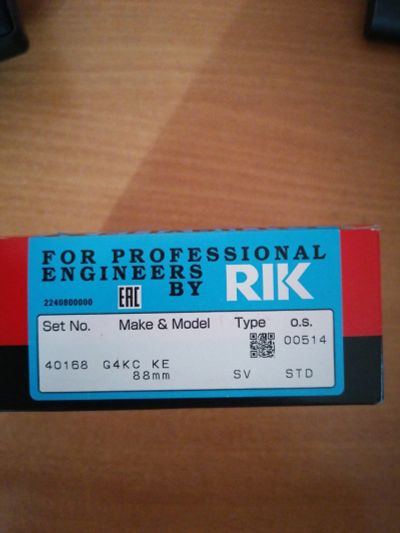 FOR PROFESSIONAL
ENGINEERS
BY RIK
2240800000 EAC
Set No. Make & Model Type o.s.
00514
40168 G4KC KE
88mm SV STD